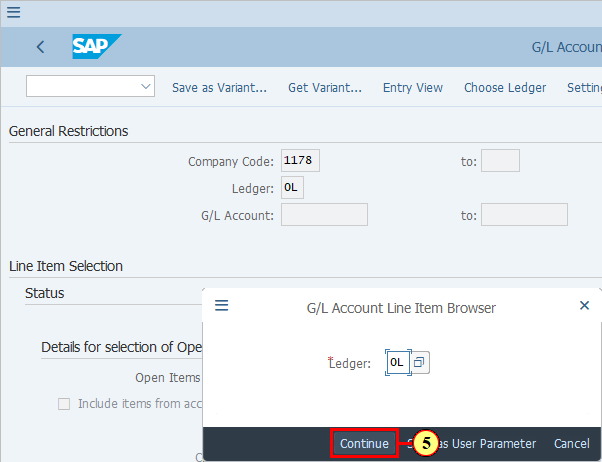 SAP
G/L Accoun
Save as Variant... Get Variant... Entry View Choose Ledger Settin
General Restrictions
Company Code: 1178 to:
Ledger: 0L
G/L Account: to:
Line Item Selection
Status
G/L Account Line Item Browser
Details for selection of Ope
*Ledger: 0L
Open Items
Include items from acc
Continue 5 as User Parameter Cancel